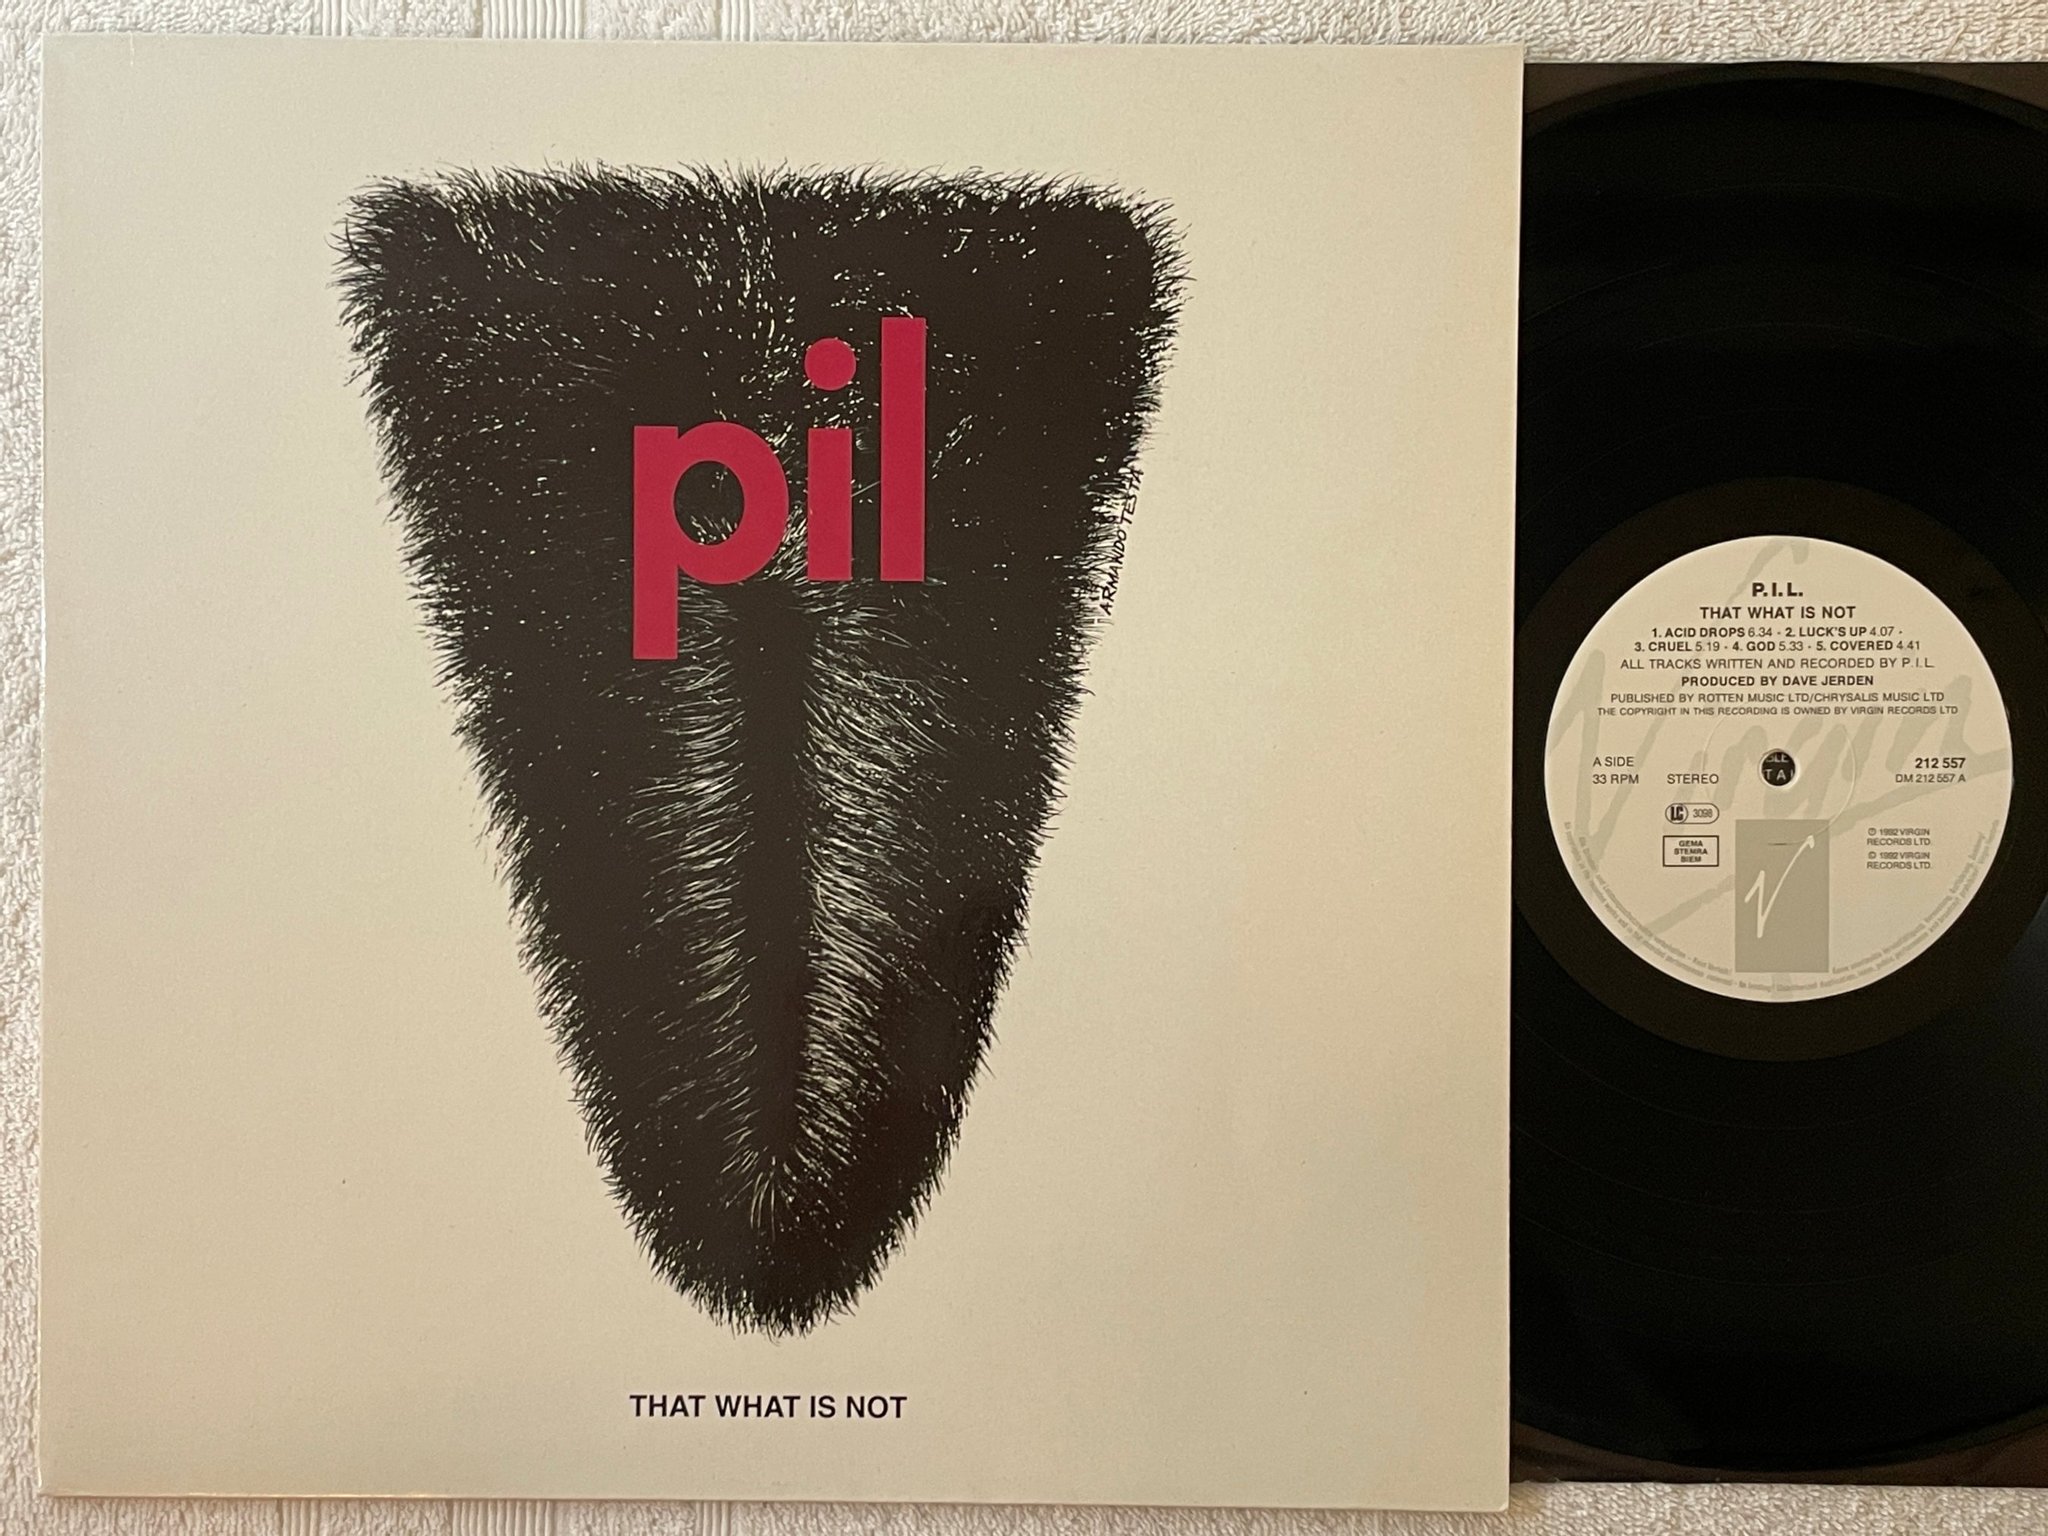 pil
ARMANDO TESTA
THAT WHAT IS NOT
P.I.L.
THAT WHAT IS NOT
1. ACID DROPS 6.34 · 2. LUCK'S UP 4.07 ·
3. CRUEL 5.19 · 4. GOD 5.33 · 5. COVERED 4.41
ALL TRACKS WRITTEN AND RECORDED BY P.I.L.
PRODUCED BY DAVE JERDEN
PUBLISHED BY ROTTEN MUSIC LTD/CHRYSALIS MUSIC LTD
THE COPYRIGHT IN THIS RECORDING IS OWNED BY VIRGIN RECORDS LTD
Virgin
A SIDE
33 RPM
STEREO
212 557
DM 212 557 A
LC 3098
GEMA
STEMRA
BIEM
℗ 1992 VIRGIN
RECORDS LTD.
© 1992 VIRGIN
RECORDS LTD.